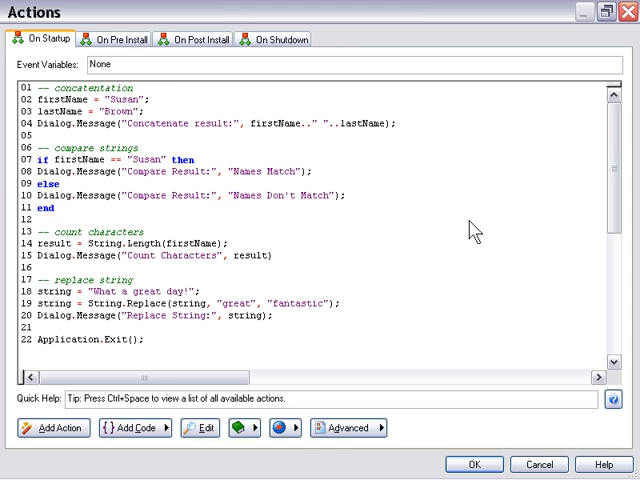 Actions
On Startup On Pre Install On Post Install On Shutdown
Event Variables: None
01 -- concatentation
02 firstName = "Susan";
03 lastName = "Brown";
04 Dialog.Message("Concatenate result:", firstName.." "..lastName);
05
06 -- compare strings
07 if firstName == "Susan" then
08 Dialog.Message("Compare Result:", "Names Match");
09 else
10 Dialog.Message("Compare Result:", "Names Don't Match");
11 end
12
13 -- count characters
14 result = String.Length(firstName);
15 Dialog.Message("Count Characters", result)
16
17 -- replace string
18 string = "What a great day!";
19 string = String.Replace(string, "great", "fantastic");
20 Dialog.Message("Replace String:", string);
21
22 Application.Exit();
Quick Help: Tip: Press Ctrl+Space to view a list of all available actions.
Add Action Add Code Edit Advanced
OK Cancel Help